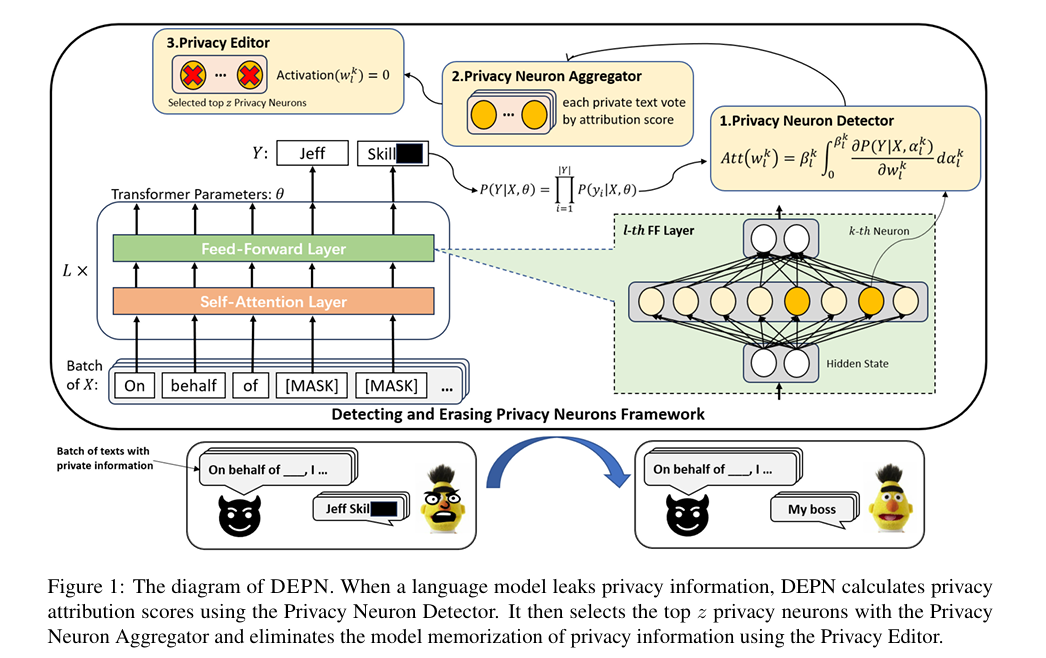 3.Privacy Editor
...
Activation(w_l^k) = 0
Selected top z Privacy Neurons
2.Privacy Neuron Aggregator
...
each private text vote
by attribution score
1.Privacy Neuron Detector
Att(w_l^k) = β_l^k ∫_0^{β_l^k} ∂P(Y|X, α_l^k) / ∂w_l^k dα_l^k
Y: Jeff Skill
P(Y|X, θ) = ∏_{i=1}^{|Y|} P(y_i|X, θ)
Transformer Parameters: θ
L ×
Feed-Forward Layer
Self-Attention Layer
l-th FF Layer
k-th Neuron
Hidden State
Batch
of X:
On behalf of [MASK] [MASK] ...
Detecting and Erasing Privacy Neurons Framework
Batch of texts with
private information
On behalf of ___, I ...
Jeff Skil
On behalf of ___, I ...
My boss
Figure 1: The diagram of DEPN. When a language model leaks privacy information, DEPN calculates privacy
attribution scores using the Privacy Neuron Detector. It then selects the top z privacy neurons with the Privacy
Neuron Aggregator and eliminates the model memorization of privacy information using the Privacy Editor.